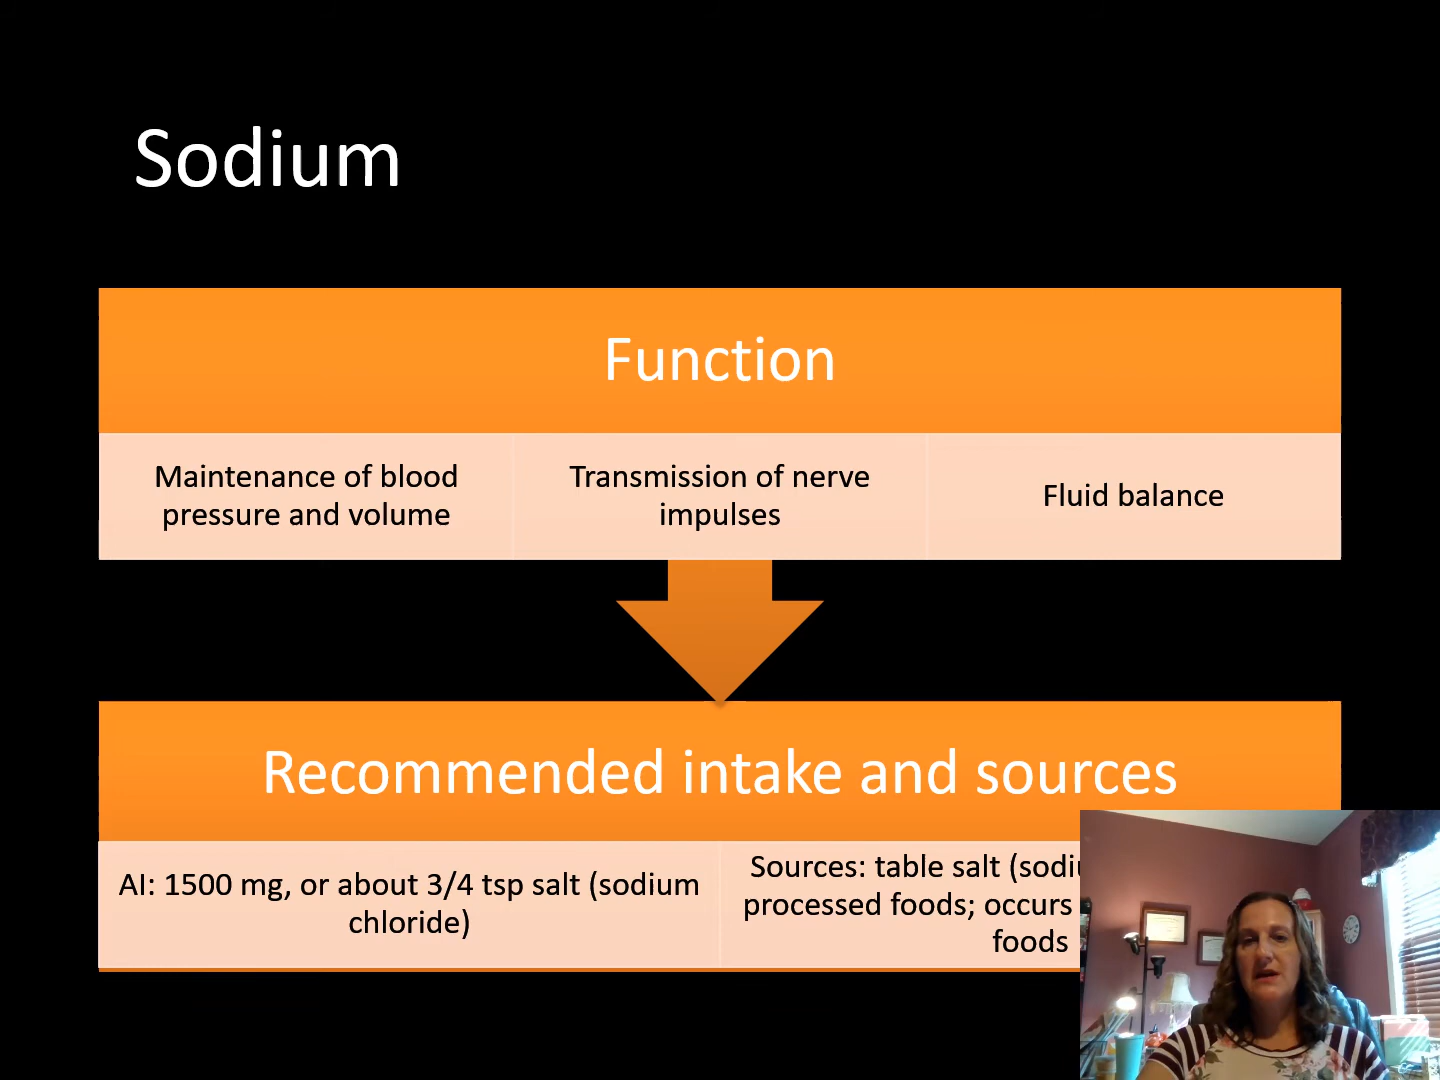 Sodium
Function
Maintenance of blood
pressure and volume
Transmission of nerve
impulses
Fluid balance
Recommended intake and sources
AI: 1500 mg, or about 3/4 tsp salt (sodium
chloride)
Sources: table salt
processed foods; occurs
foods